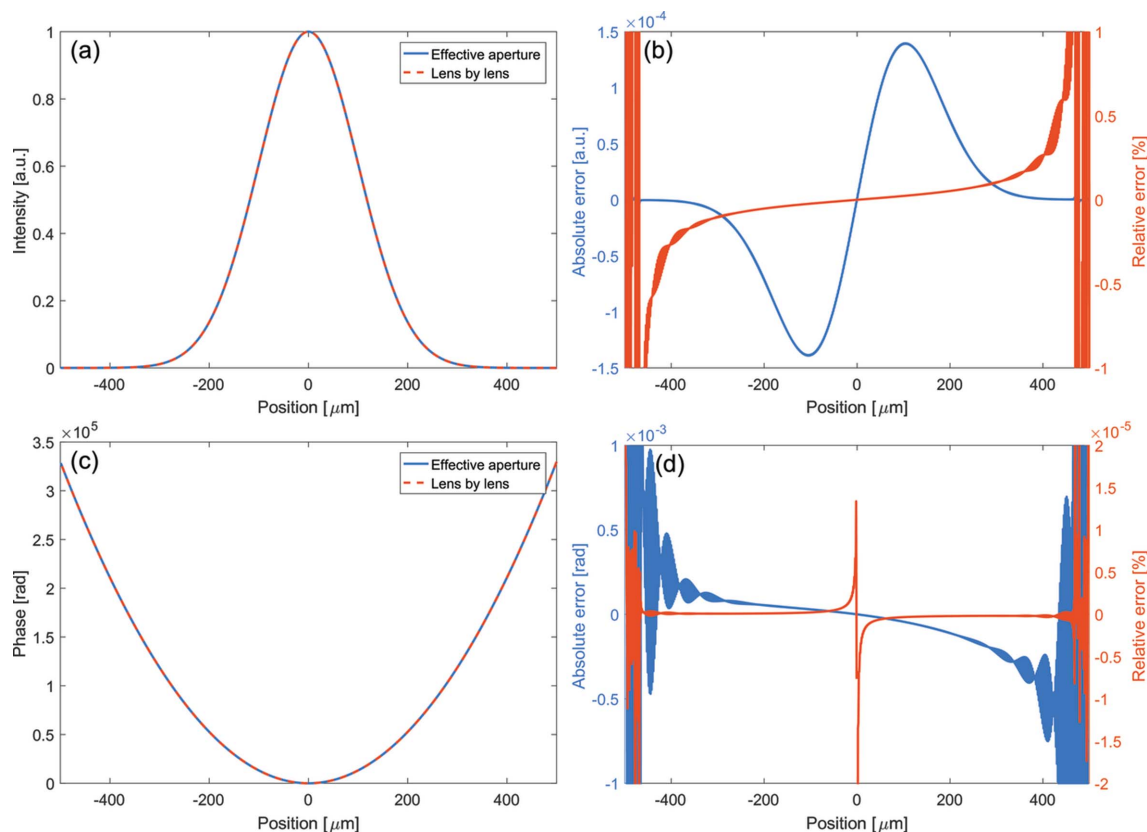 (a)
Effective aperture
Lens by lens
1
0.8
0.6
0.4
0.2
0
Intensity [a.u.]
-400 -200 0 200 400
Position [μm]
(b)
×10⁻⁴
1.5
1
0.5
0
-0.5
-1
-1.5
Absolute error [a.u.]
1
0.5
0
-0.5
-1
Relative error [%]
-400 -200 0 200 400
Position [μm]
(c)
×10⁵
Effective aperture
Lens by lens
3.5
3
2.5
2
1.5
1
0.5
0
Phase [rad]
-400 -200 0 200 400
Position [μm]
(d)
×10⁻³
1
0.5
0
-0.5
-1
Absolute error [rad]
×10⁻⁵
2
1.5
1
0.5
0
-0.5
-1
-1.5
-2
Relative error [%]
-400 -200 0 200 400
Position [μm]